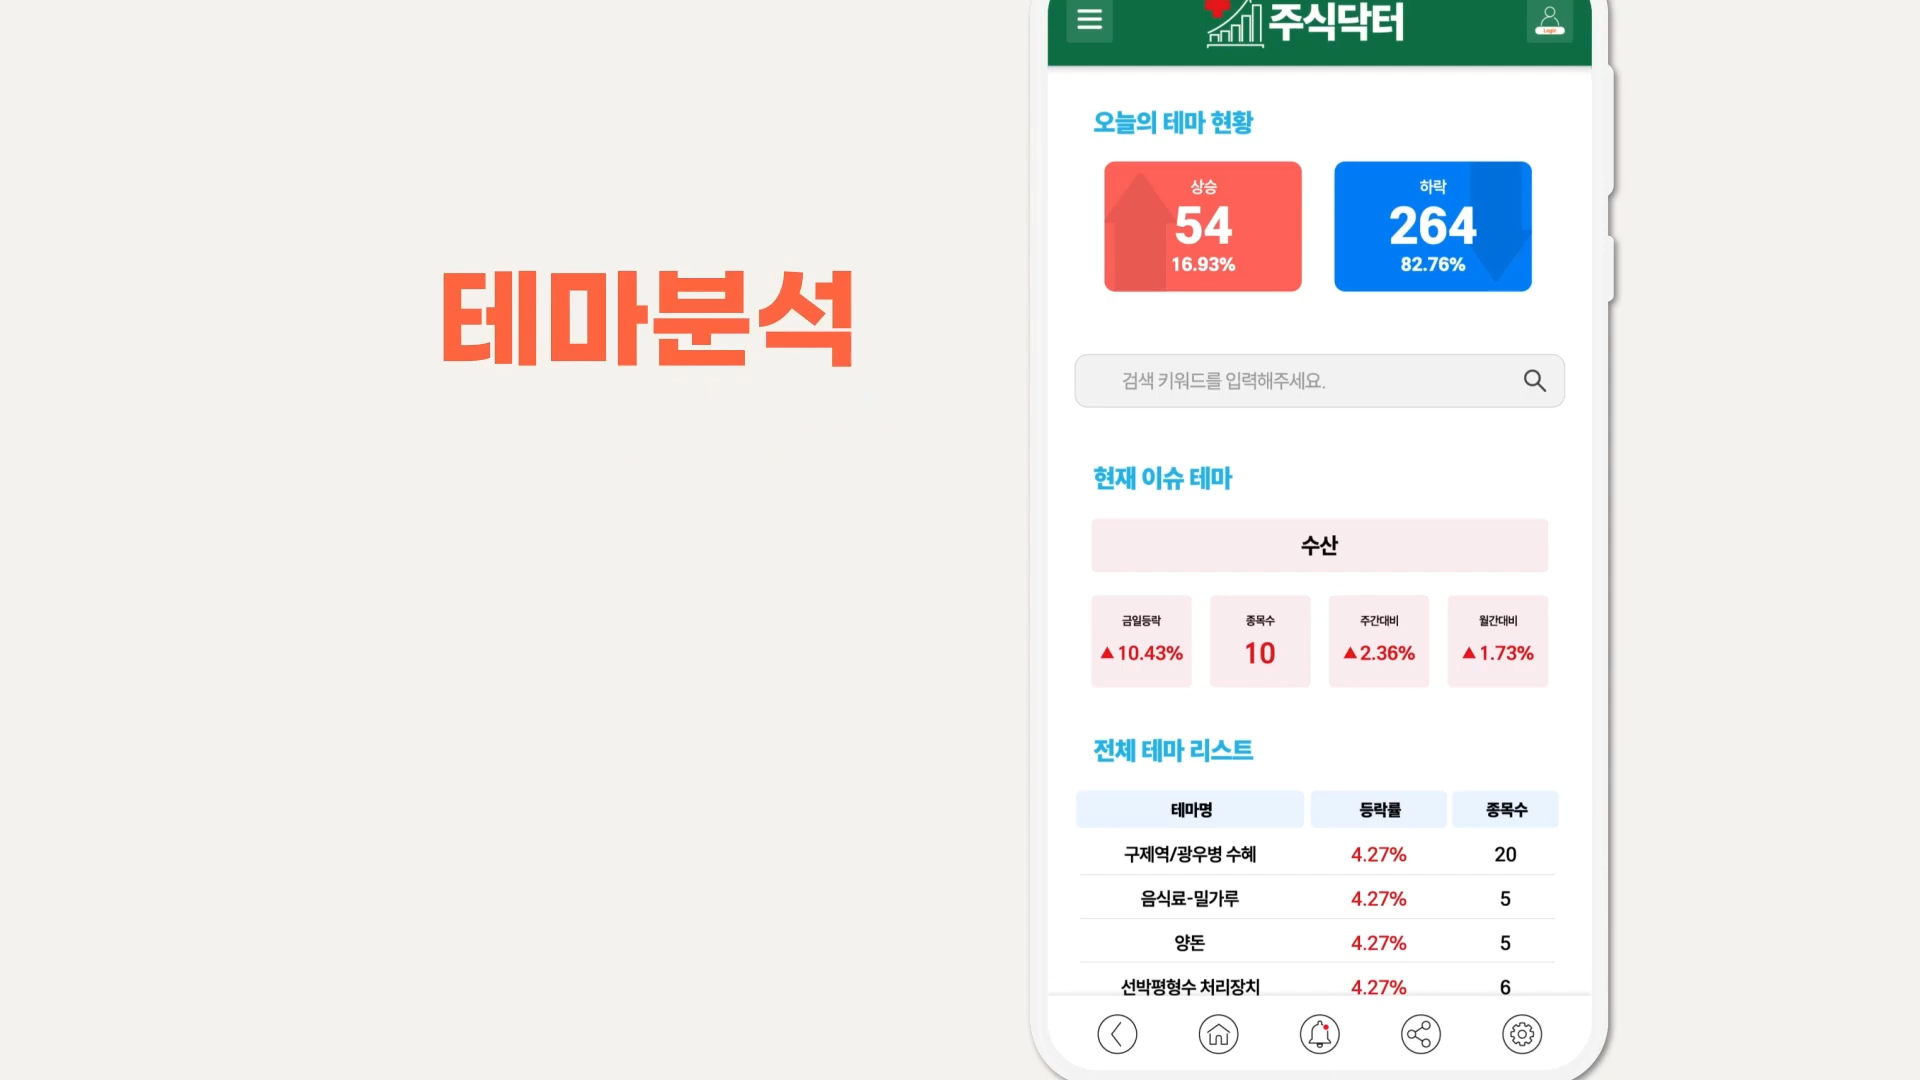 테마분석
주식닥터
Login
오늘의 테마 현황
상승
54
16.93%
하락
264
82.76%
검색 키워드를 입력해주세요.
현재 이슈 테마
수산
금일등락
▲10.43%
종목수
10
주간대비
▲2.36%
월간대비
▲1.73%
전체 테마 리스트
테마명 등락률 종목수
구제역/광우병 수혜 4.27% 20
음식료-밀가루 4.27% 5
양돈 4.27% 5
선박평형수 처리장치 4.27% 6